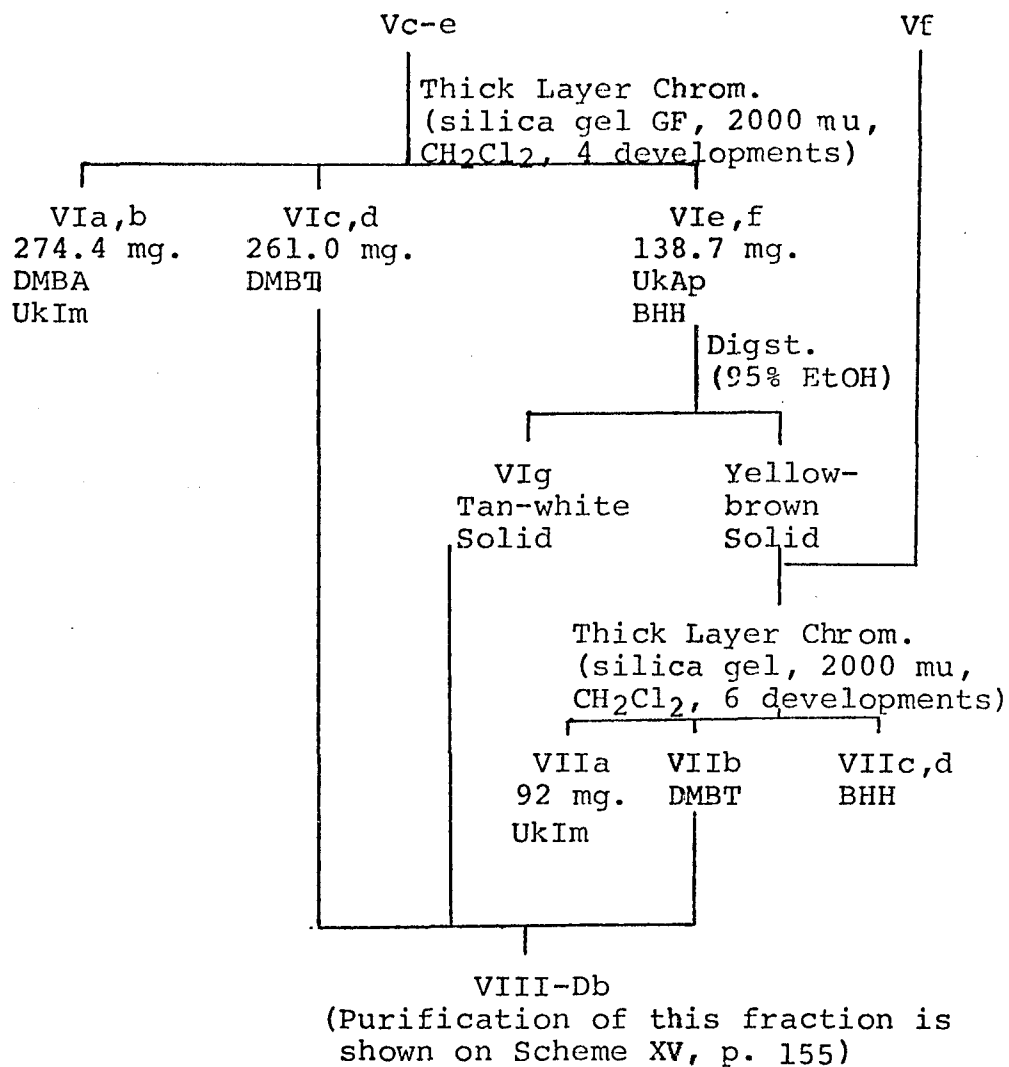 Vc-e
Vf
Thick Layer Chrom.
(silica gel GF, 2000 mu,
CH2Cl2, 4 developments)
VIa,b
274.4 mg.
DMBA
UkIm
VIc,d
261.0 mg.
DMBT
VIe,f
138.7 mg.
UkAp
BHH
Digst.
(95% EtOH)
VIg
Tan-white
Solid
Yellow-
brown
Solid
Thick Layer Chrom.
(silica gel, 2000 mu,
CH2Cl2, 6 developments)
VIIa
92 mg.
UkIm
VIIb
DMBT
VIIc,d
BHH
VIII-Db
(Purification of this fraction is
shown on Scheme XV, p. 155)